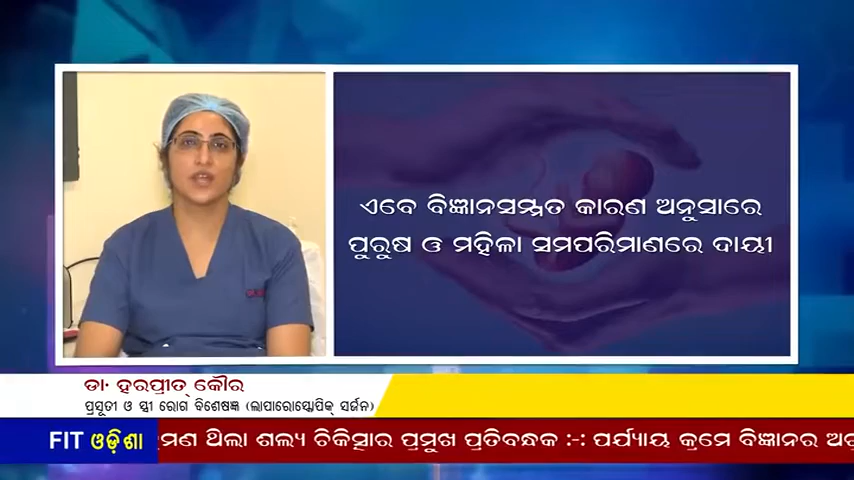 ଏବେ ବିଜ୍ଞାନସମ୍ମତ କାରଣ ଅନୁସାରେ
ପୁରୁଷ ଓ ମହିଳା ସମପରିମାଣରେ ଦାୟୀ
ଡା· ହରପ୍ରୀତ୍ କୌର
ପ୍ରସୂତୀ ଓ ସ୍ତ୍ରୀ ରୋଗ ବିଶେଷଜ୍ଞ (ଲାପାରୋସ୍କୋପିକ୍ ସର୍ଜନ)
FIT ଓଡ଼ିଶା
ଥିଲା ଶଲ୍ୟ ଚିକିତ୍ସାର ପ୍ରମୁଖ ପ୍ରତିବନ୍ଧକ :-: ପର୍ଯ୍ୟାୟ କ୍ରମେ ବିଜ୍ଞାନର